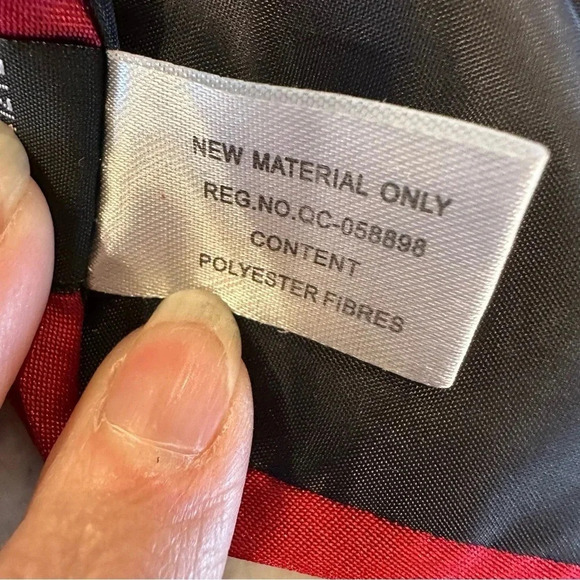 NEW MATERIAL ONLY
REG.NO.QC-058898
CONTENT
POLYESTER FIBRES